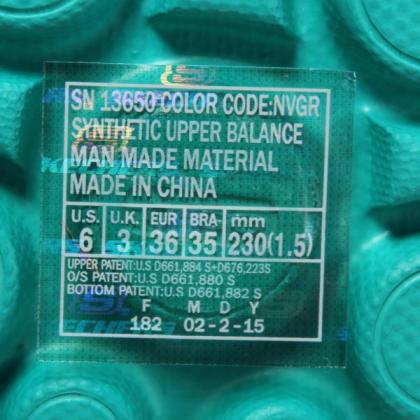 SN 13650 COLOR CODE:NVGR
SYNTHETIC UPPER BALANCE
MAN MADE MATERIAL
MADE IN CHINA
U.S. U.K. EUR BRA- mm
6 3 36 35 230(1.5)
UPPER PATENT:U.S D661,884 S+D676,223S
O/S PATENT:U.S D661,880 S
BOTTOM PATENT:U.S D661,882 S
F M D Y
182 02-2-15